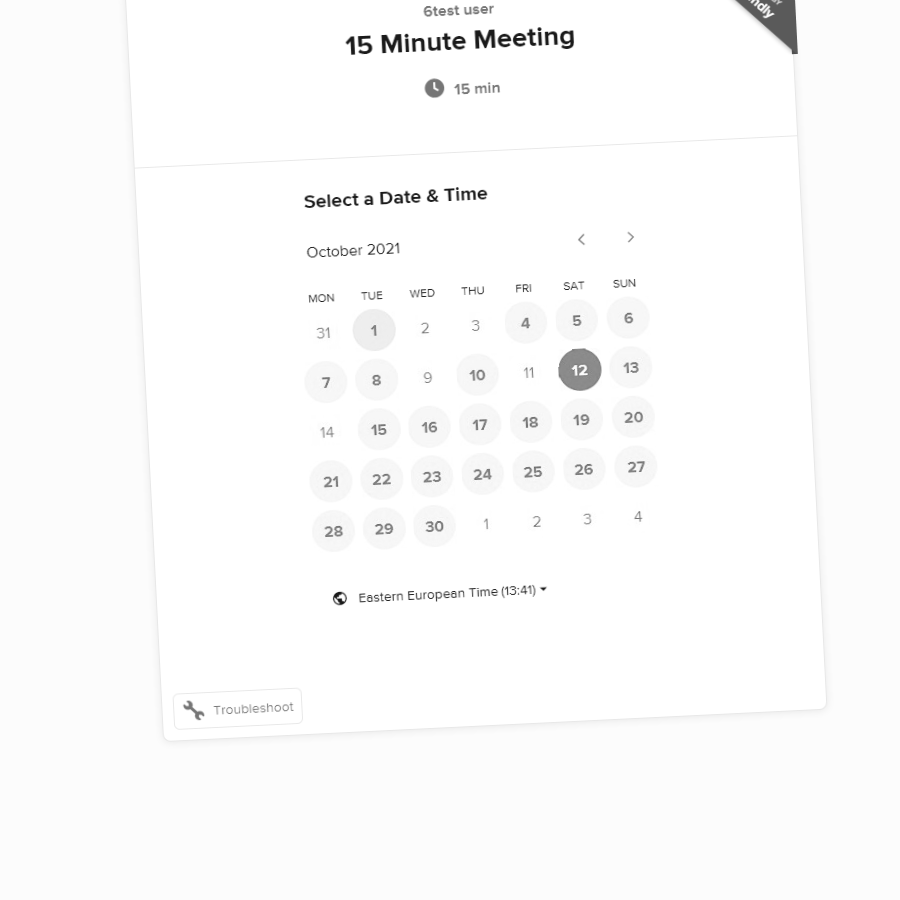 6test user
15 Minute Meeting
15 min
Select a Date & Time
October 2021
MON TUE WED THU FRI SAT SUN
31 1 2 3 4 5 6
7 8 9 10 11 12 13
14 15 16 17 18 19 20
21 22 23 24 25 26 27
28 29 30 1 2 3 4
Eastern European Time (13:41)
Troubleshoot